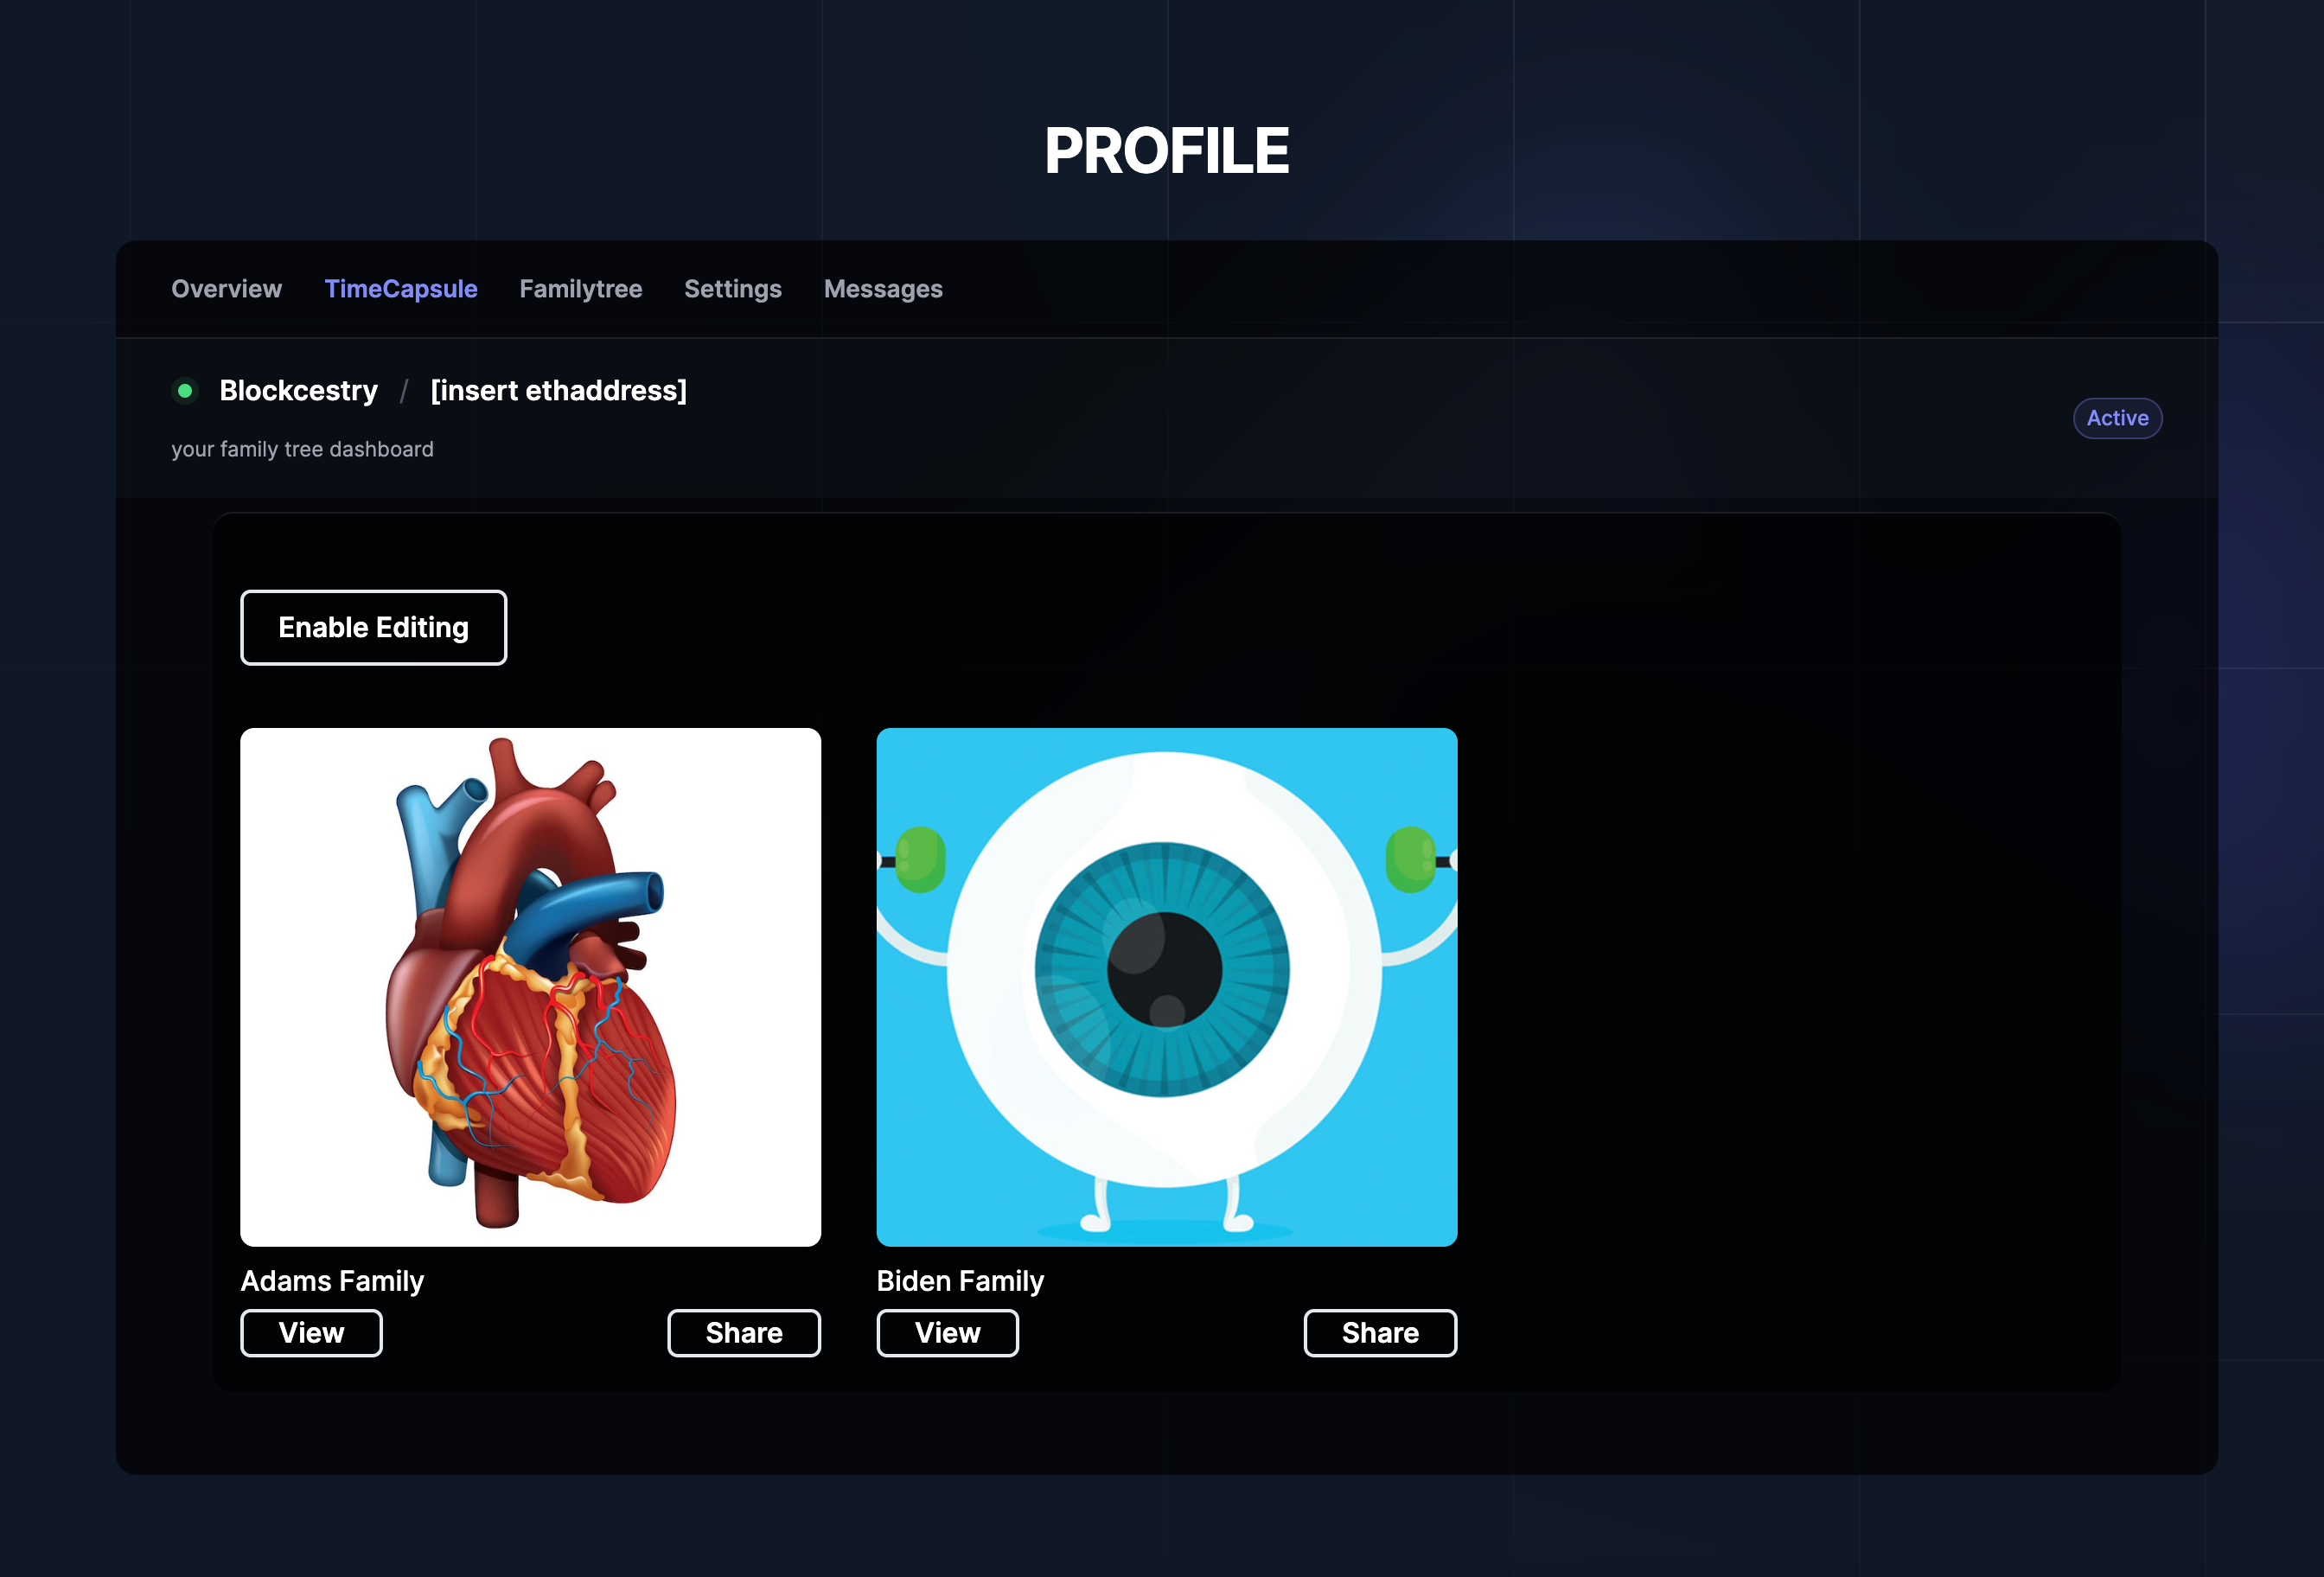 PROFILE
Overview TimeCapsule Familytree Settings Messages
Blockcestry / [insert ethaddress]
Active
your family tree dashboard
Enable Editing
Adams Family
Biden Family
View Share View Share